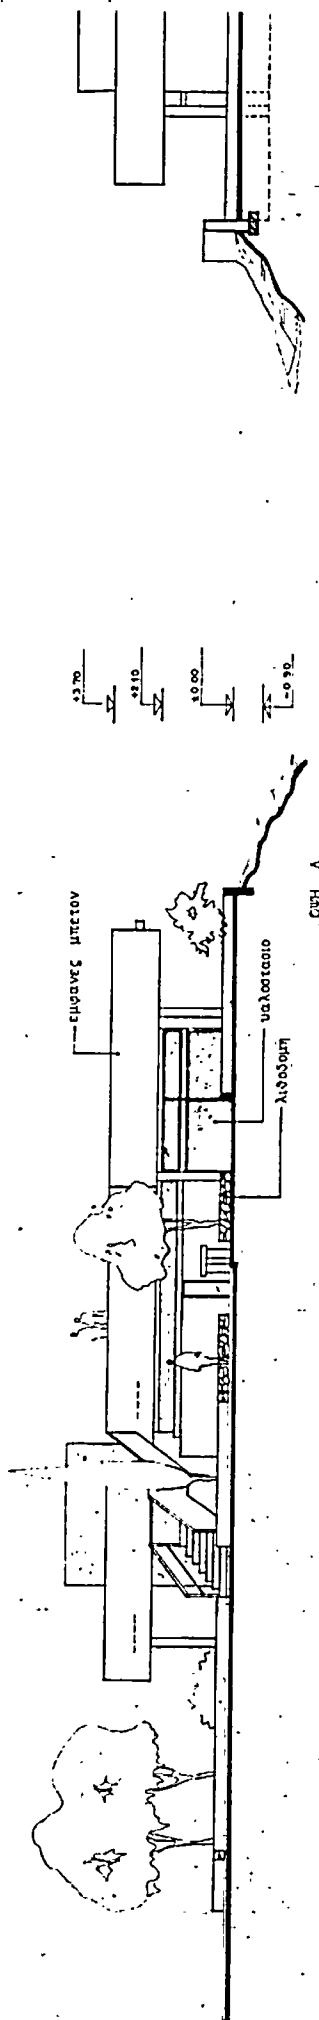 +3.70
+2.10
±0.00
-0.90
εμφανες μπετον
υαλοστασιο
λιθοδομη
οψη Δ